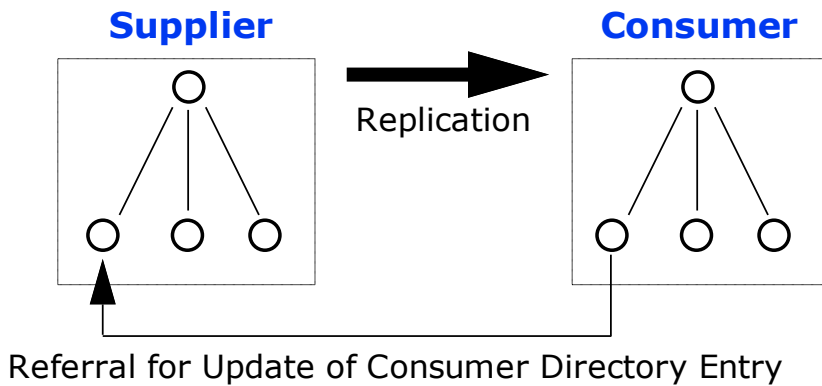 Supplier
Consumer
Replication
Referral for Update of Consumer Directory Entry